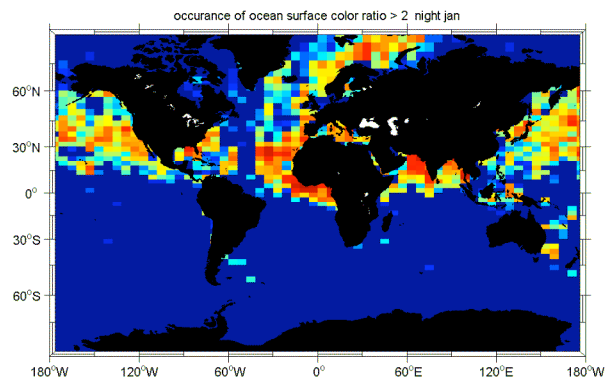 occurance of ocean surface color ratio > 2 night jan
60°N
30°N
0°
30°S
60°S
180°W 120°W 60°W 0° 60°E 120°E 180°W